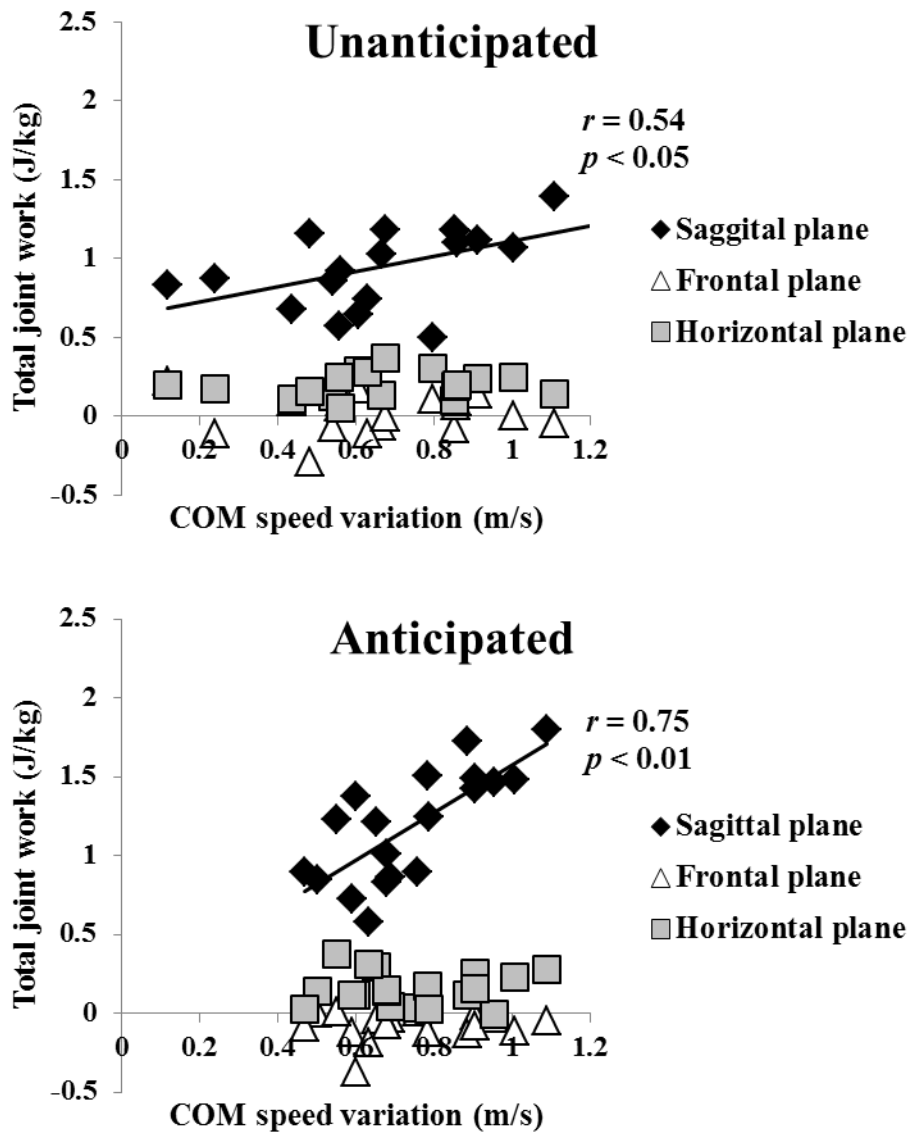 Unanticipated
2.5
2
1.5
1
0.5
0
-0.5
Total joint work (J/kg)
r = 0.54
p < 0.05
Saggital plane
Frontal plane
Horizontal plane
0 0.2 0.4 0.6 0.8 1 1.2
COM speed variation (m/s)
Anticipated
2.5
2
1.5
1
0.5
0
-0.5
Total joint work (J/kg)
r = 0.75
p < 0.01
Sagittal plane
Frontal plane
Horizontal plane
0 0.2 0.4 0.6 0.8 1 1.2
COM speed variation (m/s)